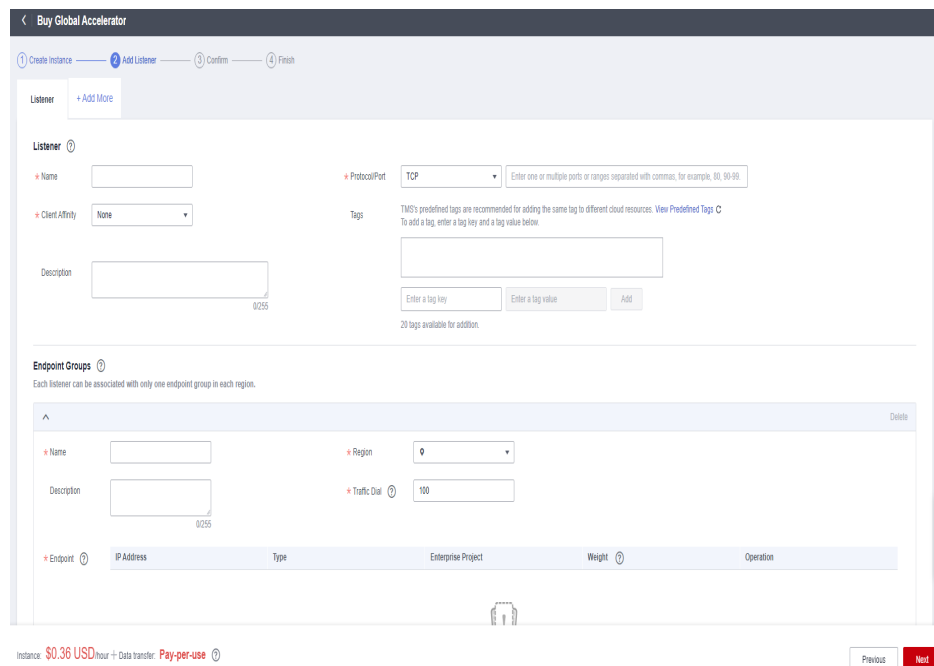 Buy Global Accelerator
1 Create Instance 2 Add Listener 3 Confirm 4 Finish
Listener + Add More
Listener ?
* Name * Protocol/Port TCP Enter one or multiple ports or ranges separated with commas, for example, 80, 90-99.
* Client Affinity None Tags TMS's predefined tags are recommended for adding the same tag to different cloud resources. View Predefined Tags
To add a tag, enter a tag key and a tag value below.
Description
0/255
Enter a tag key Enter a tag value Add
20 tags available for addition.
Endpoint Groups ?
Each listener can be associated with only one endpoint group in each region.
Delete
* Name * Region
Description * Traffic Dial ? 100
0/255
* Endpoint ? IP Address Type Enterprise Project Weight ? Operation
Instance: $0.36 USD/hour + Data transfer: Pay-per-use ? Previous Next